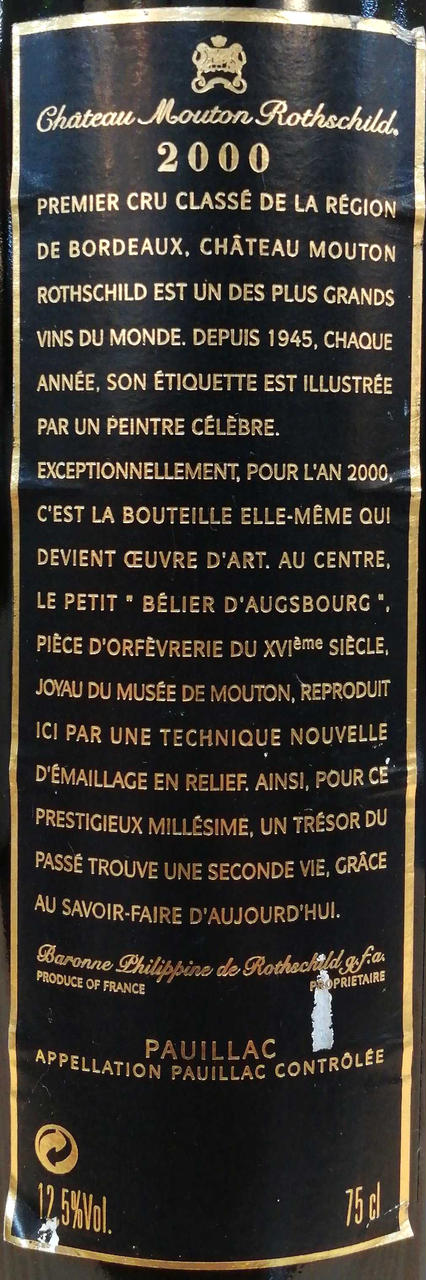 Château Mouton Rothschild.
2000
PREMIER CRU CLASSÉ DE LA RÉGION
DE BORDEAUX, CHÂTEAU MOUTON
ROTHSCHILD EST UN DES PLUS GRANDS
VINS DU MONDE. DEPUIS 1945, CHAQUE
ANNÉE, SON ÉTIQUETTE EST ILLUSTRÉE
PAR UN PEINTRE CÉLÈBRE.
EXCEPTIONNELLEMENT, POUR L'AN 2000,
C'EST LA BOUTEILLE ELLE-MÊME QUI
DEVIENT ŒUVRE D'ART. AU CENTRE,
LE PETIT " BÉLIER D'AUGSBOURG ",
PIÈCE D'ORFÈVRERIE DU XVIème SIÈCLE,
JOYAU DU MUSÉE DE MOUTON, REPRODUIT
ICI PAR UNE TECHNIQUE NOUVELLE
D'ÉMAILLAGE EN RELIEF. AINSI, POUR CE
PRESTIGIEUX MILLÉSIME, UN TRÉSOR DU
PASSÉ TROUVE UNE SECONDE VIE, GRÂCE
AU SAVOIR-FAIRE D'AUJOURD'HUI.
Baronne Philippine de Rothschild g.f.a.
PRODUCE OF FRANCE PROPRIETAIRE
PAUILLAC
APPELLATION PAUILLAC CONTRÔLÉE
12,5%Vol. 75 cl